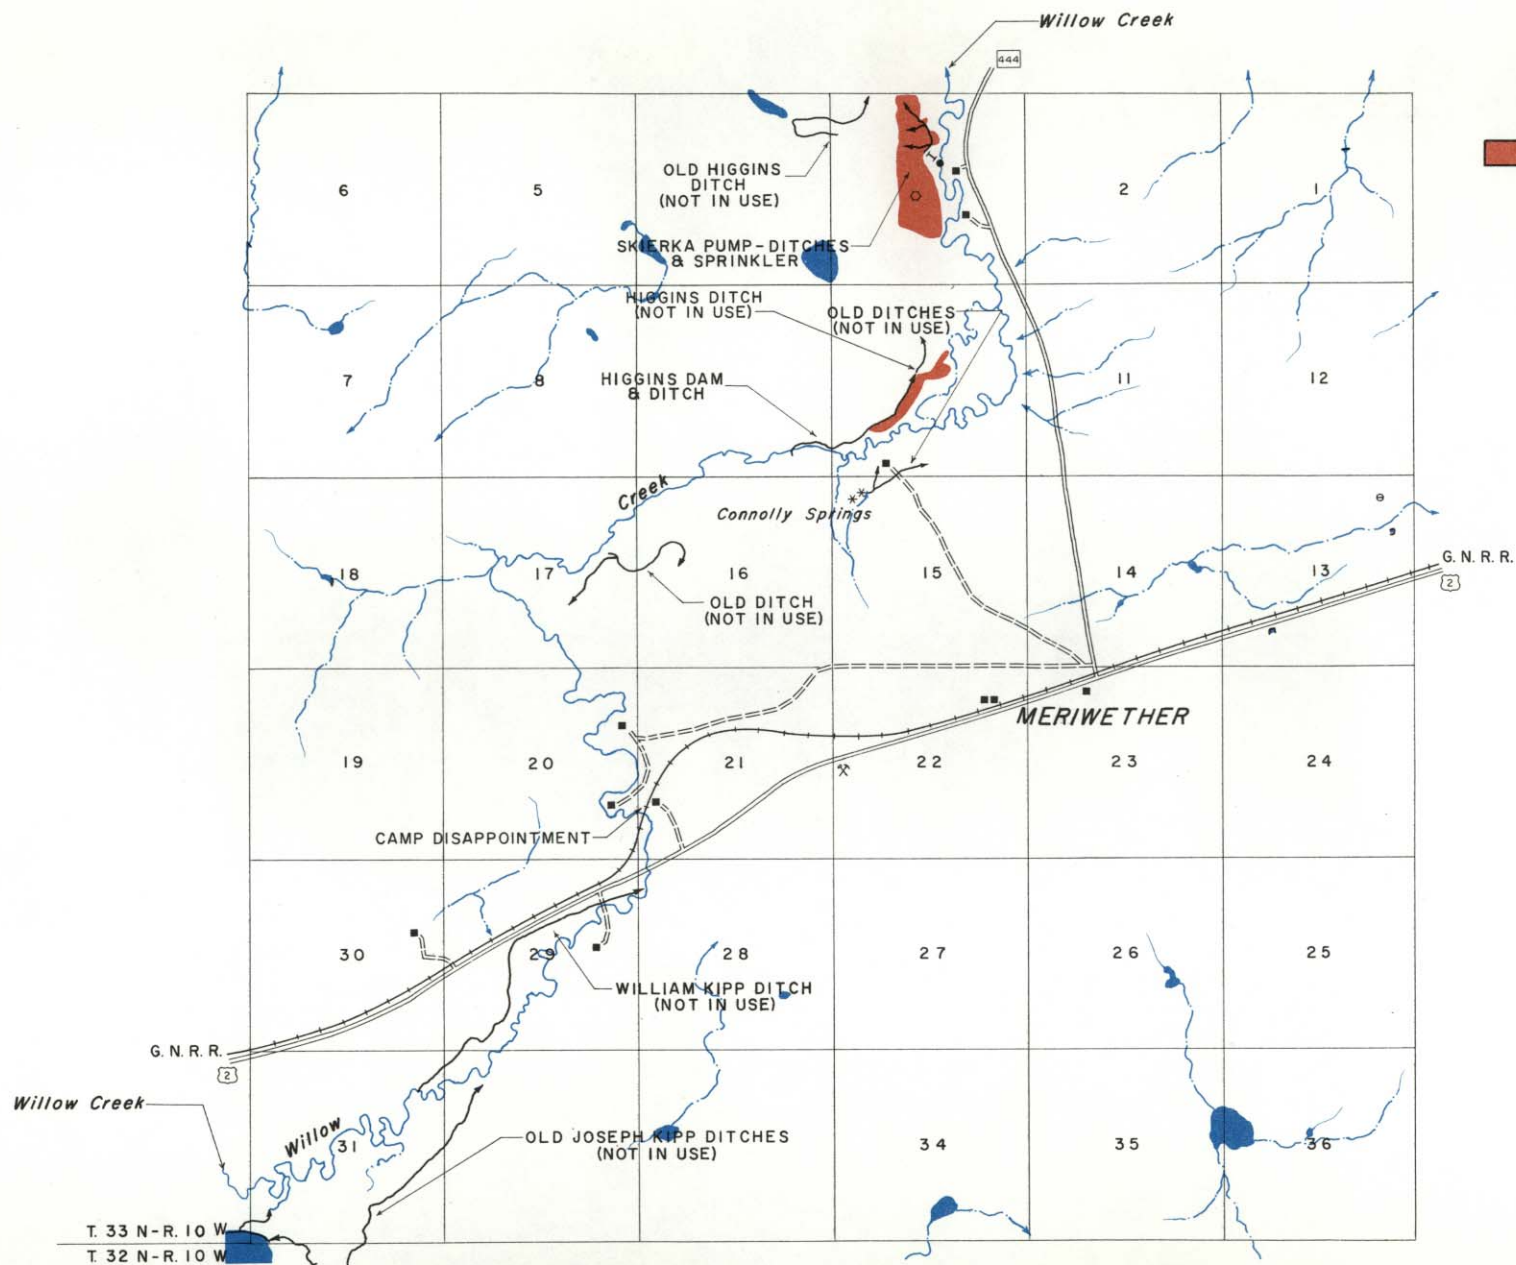 Willow Creek
444
OLD HIGGINS
DITCH
(NOT IN USE)
6
5
2
1
SKIERKA PUMP-DITCHES
& SPRINKLER
HIGGINS DITCH
(NOT IN USE)
OLD DITCHES
(NOT IN USE)
7
8
HIGGINS DAM
& DITCH
11
12
Creek
Connolly Springs
18
17
16
15
14
13
G. N. R. R.
2
OLD DITCH
(NOT IN USE)
MERIWETHER
19
20
21
22
23
24
CAMP DISAPPOINTMENT
30
29
28
27
26
25
WILLIAM KIPP DITCH
(NOT IN USE)
G. N. R. R.
2
Willow Creek
Willow
31
OLD JOSEPH KIPP DITCHES
(NOT IN USE)
34
35
36
T. 33 N-R. 10 W
T. 32 N-R. 10 W